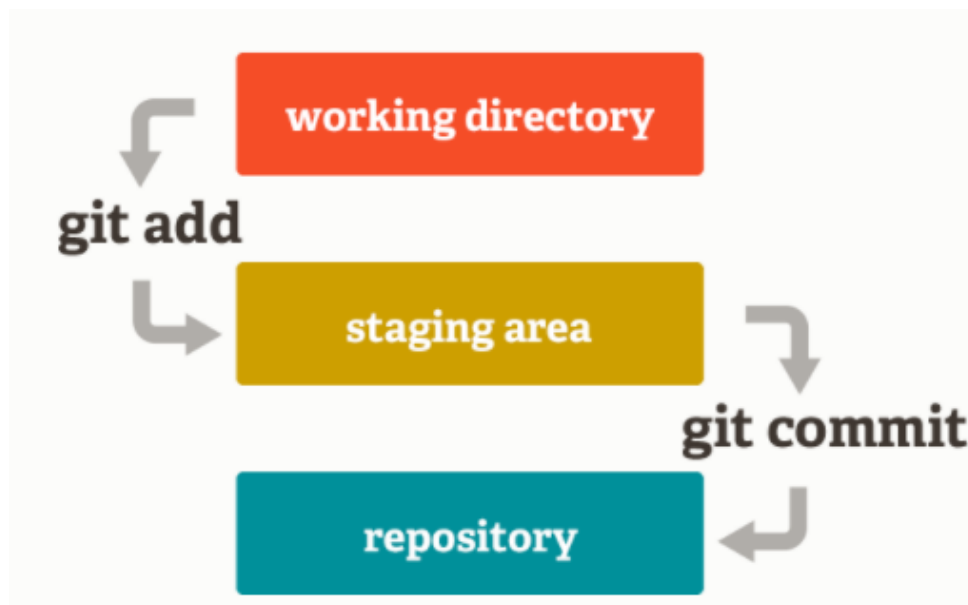 working directory
git add
staging area
git commit
repository